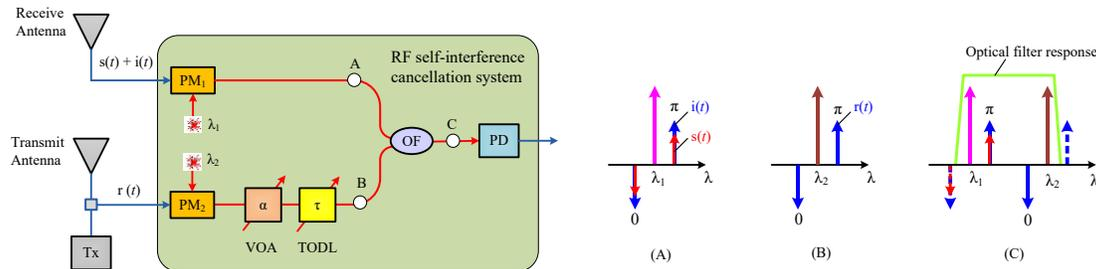 Receive
Antenna
s(t) + i(t)
Transmit
Antenna
r (t)
Tx
RF self-interference
cancellation system
PM1
λ1
λ2
PM2
A
B
C
OF
PD
α
τ
VOA
TODL
π
i(t)
s(t)
λ1
λ
0
(A)
π
r(t)
λ2
λ
0
(B)
Optical filter response
π
λ1
λ2
λ
0
(C)